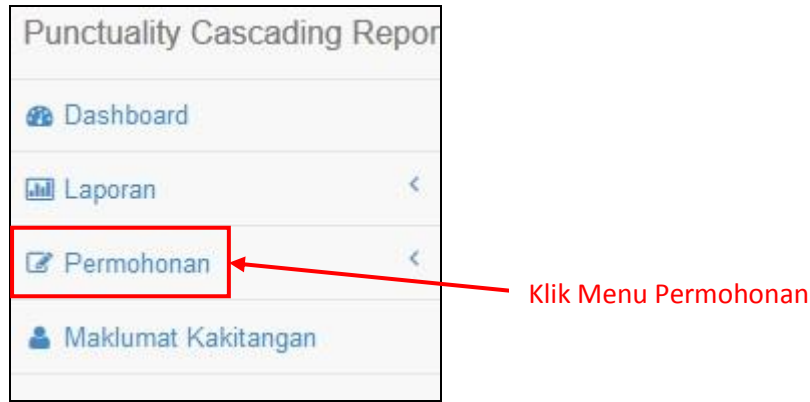 Punctuality Cascading Repor
Dashboard
Laporan
Permohonan
Klik Menu Permohonan
Maklumat Kakitangan